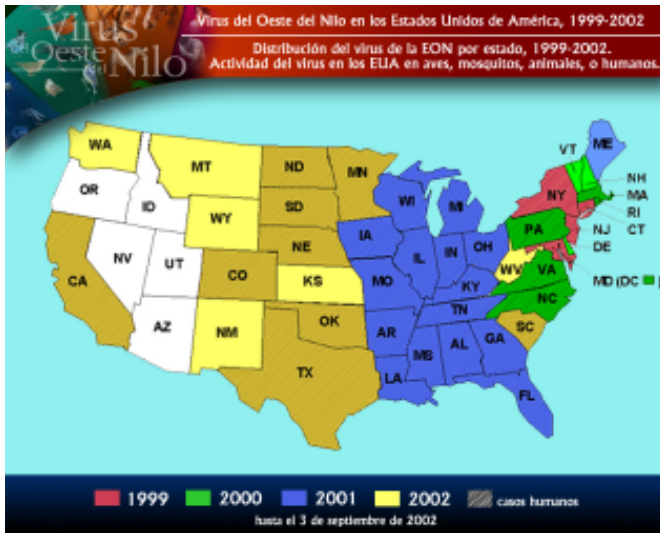 Virus
del Oeste del Nilo
Virus del Oeste del Nilo en los Estados Unidos de América, 1999-2002
Distribución del virus de la EON por estado, 1999-2002.
Actividad del virus en los EUA en aves, mosquitos, animales, o humanos.
WA
MT
ND
MN
VT
ME
OR
ID
WY
SD
WI
MI
NY
NH
MA
RI
CT
NV
UT
CO
NE
IA
IL
IN
OH
PA
NJ
DE
CA
KS
MO
KY
WV
VA
MD (DC )
AZ
NM
OK
AR
TN
NC
SC
TX
LA
MS
AL
GA
FL
1999
2000
2001
2002
casos humanos
hasta el 3 de septiembre de 2002